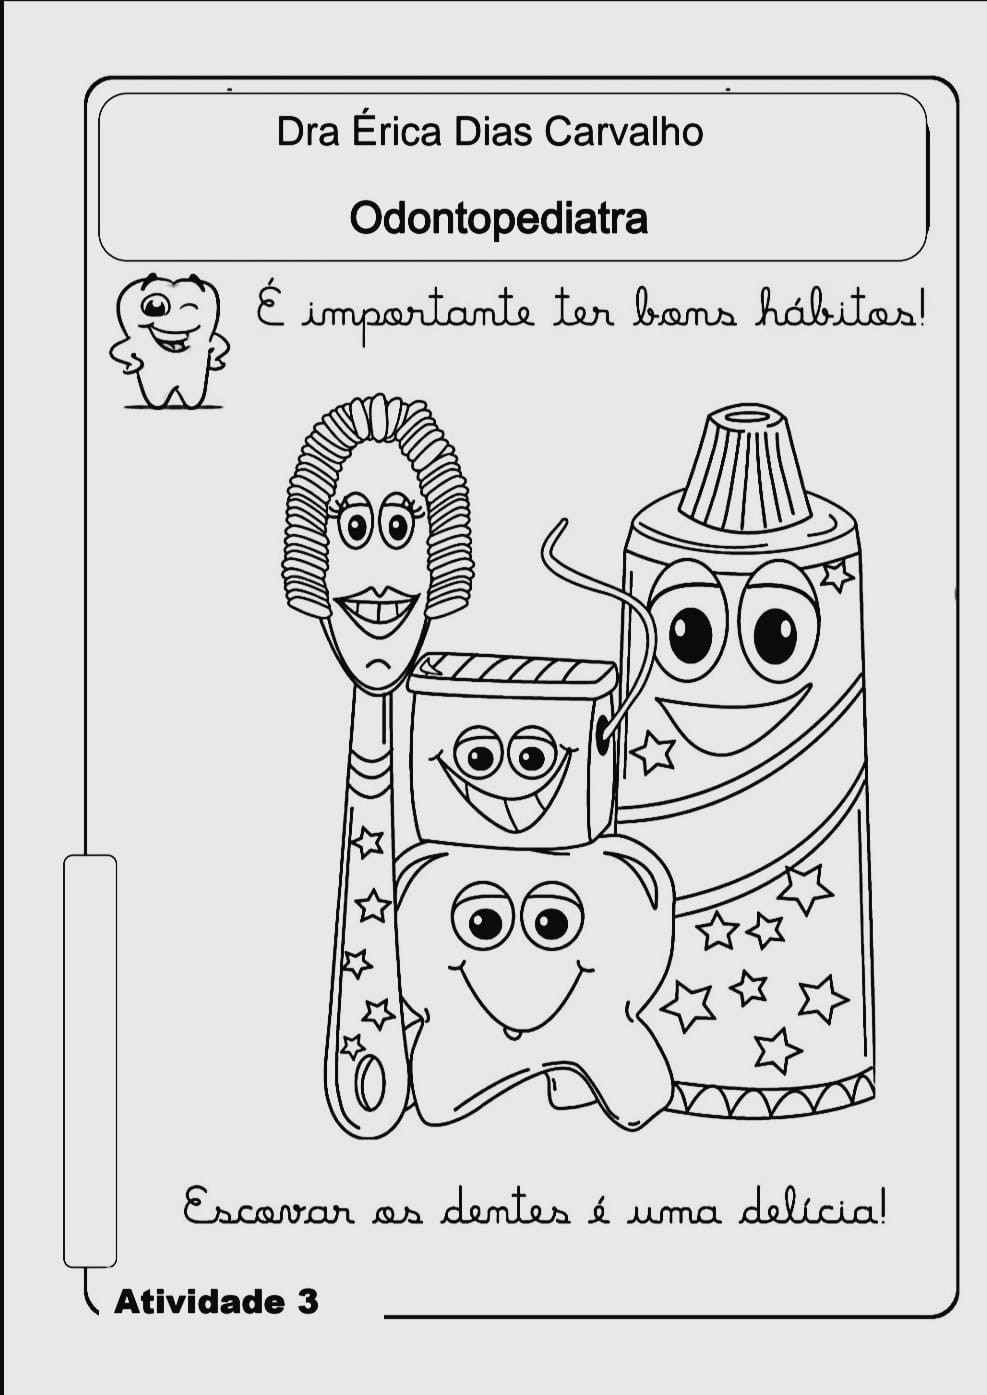 Dra Érica Dias Carvalho
Odontopediatra
É importante ter bons hábitos!
Escovar os dentes é uma delícia!
Atividade 3